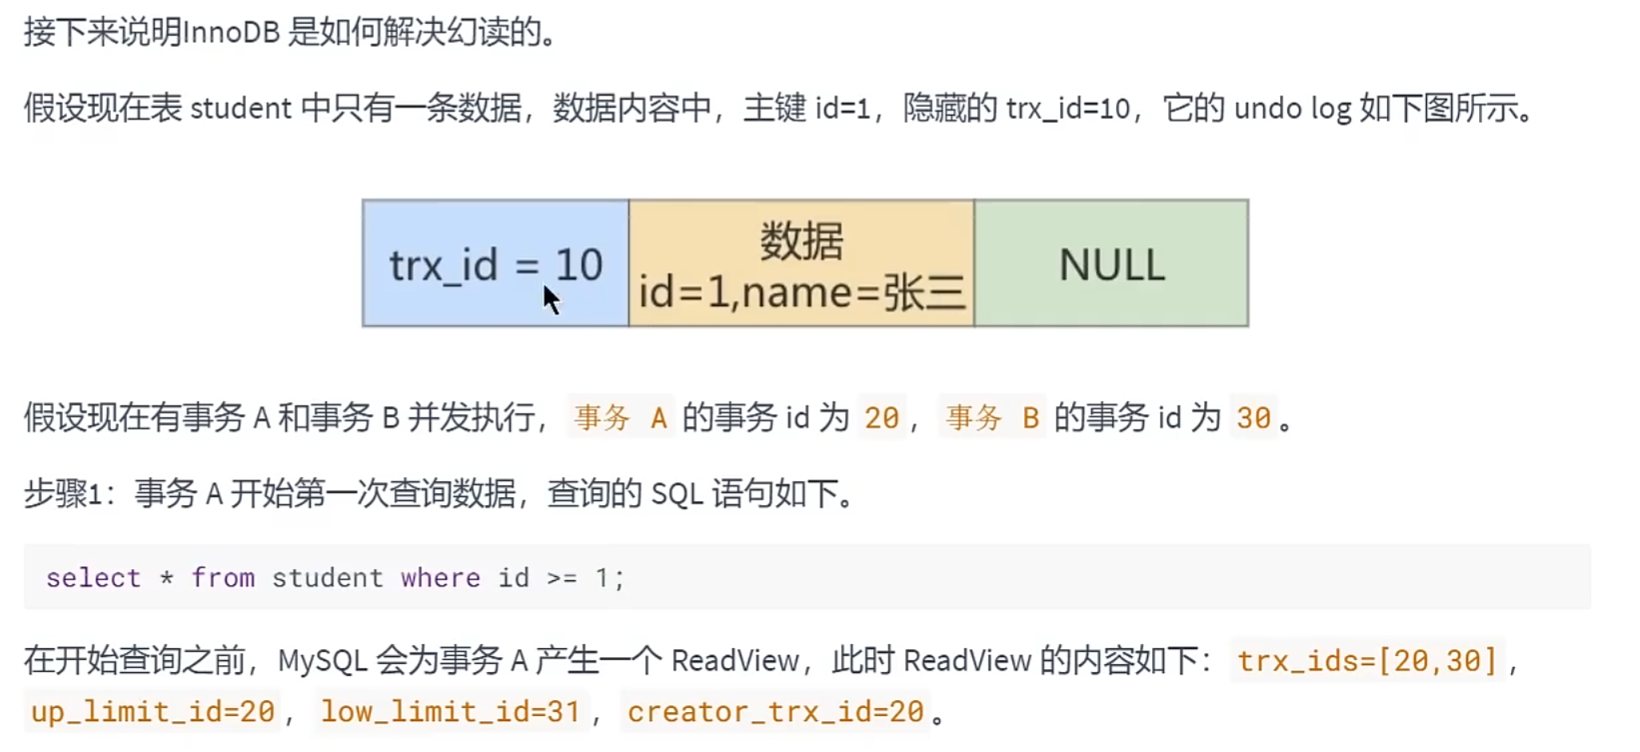 接下来说明InnoDB 是如何解决幻读的。
假设现在表 student 中只有一条数据，数据内容中，主键 id=1，隐藏的 trx_id=10，它的 undo log 如下图所示。
trx_id = 10
数据
id=1,name=张三
NULL
假设现在有事务 A 和事务 B 并发执行， 事务 A 的事务 id 为 20 ， 事务 B 的事务 id 为 30 。
步骤1：事务 A 开始第一次查询数据，查询的 SQL 语句如下。
select * from student where id >= 1;
在开始查询之前，MySQL 会为事务 A 产生一个 ReadView，此时 ReadView 的内容如下： trx_ids=[20,30] ，
up_limit_id=20 ， low_limit_id=31 ， creator_trx_id=20 。